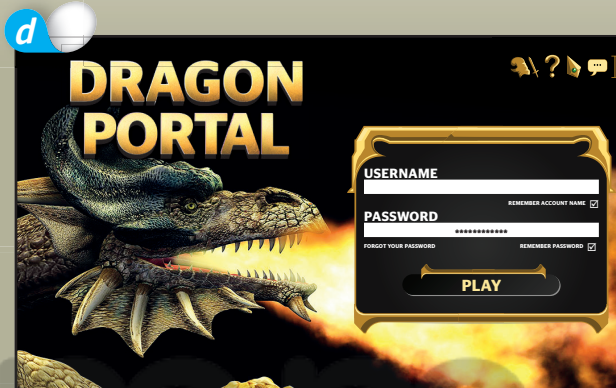 d
DRAGON
PORTAL
?
USERNAME
REMEMBER ACCOUNT NAME
PASSWORD
************
FORGOT YOUR PASSWORD
REMEMBER PASSWORD
PLAY